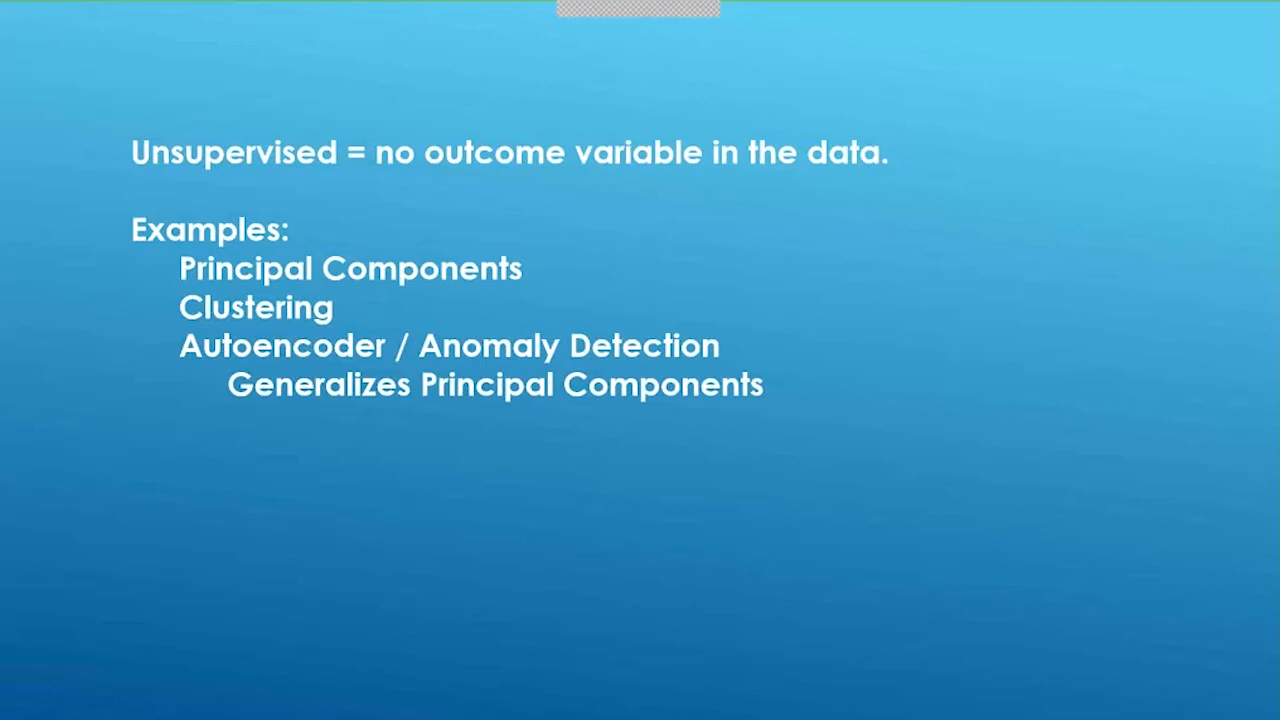 Unsupervised = no outcome variable in the data.
Examples:
Principal Components
Clustering
Autoencoder / Anomaly Detection
Generalizes Principal Components